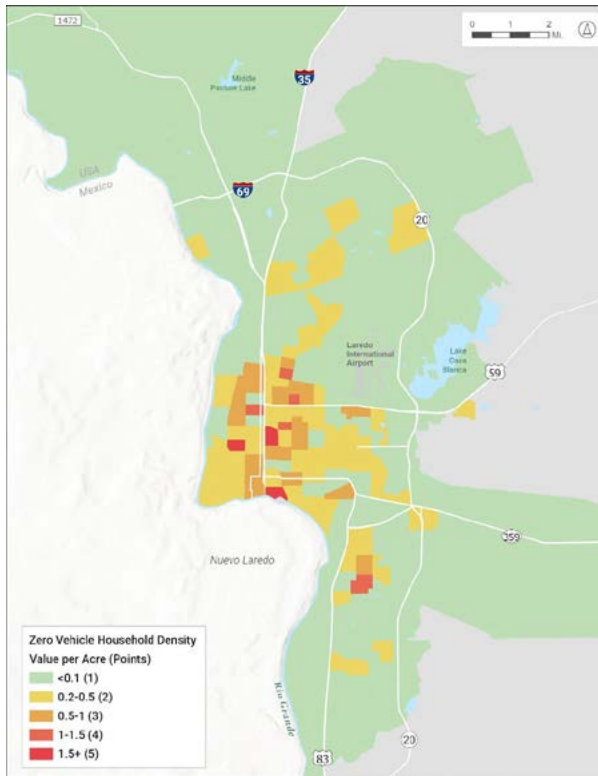 1472
0 1 2
Mi.
Middle
Pasture Lake
35
USA
Mexico
69
20
Laredo
International
Airport
Lake
Casa
Blanca
59
359
Nuevo Laredo
Zero Vehicle Household Density
Value per Acre (Points)
<0.1 (1)
0.2-0.5 (2)
0.5-1 (3)
1-1.5 (4)
1.5+ (5)
Rio Grande
83
20